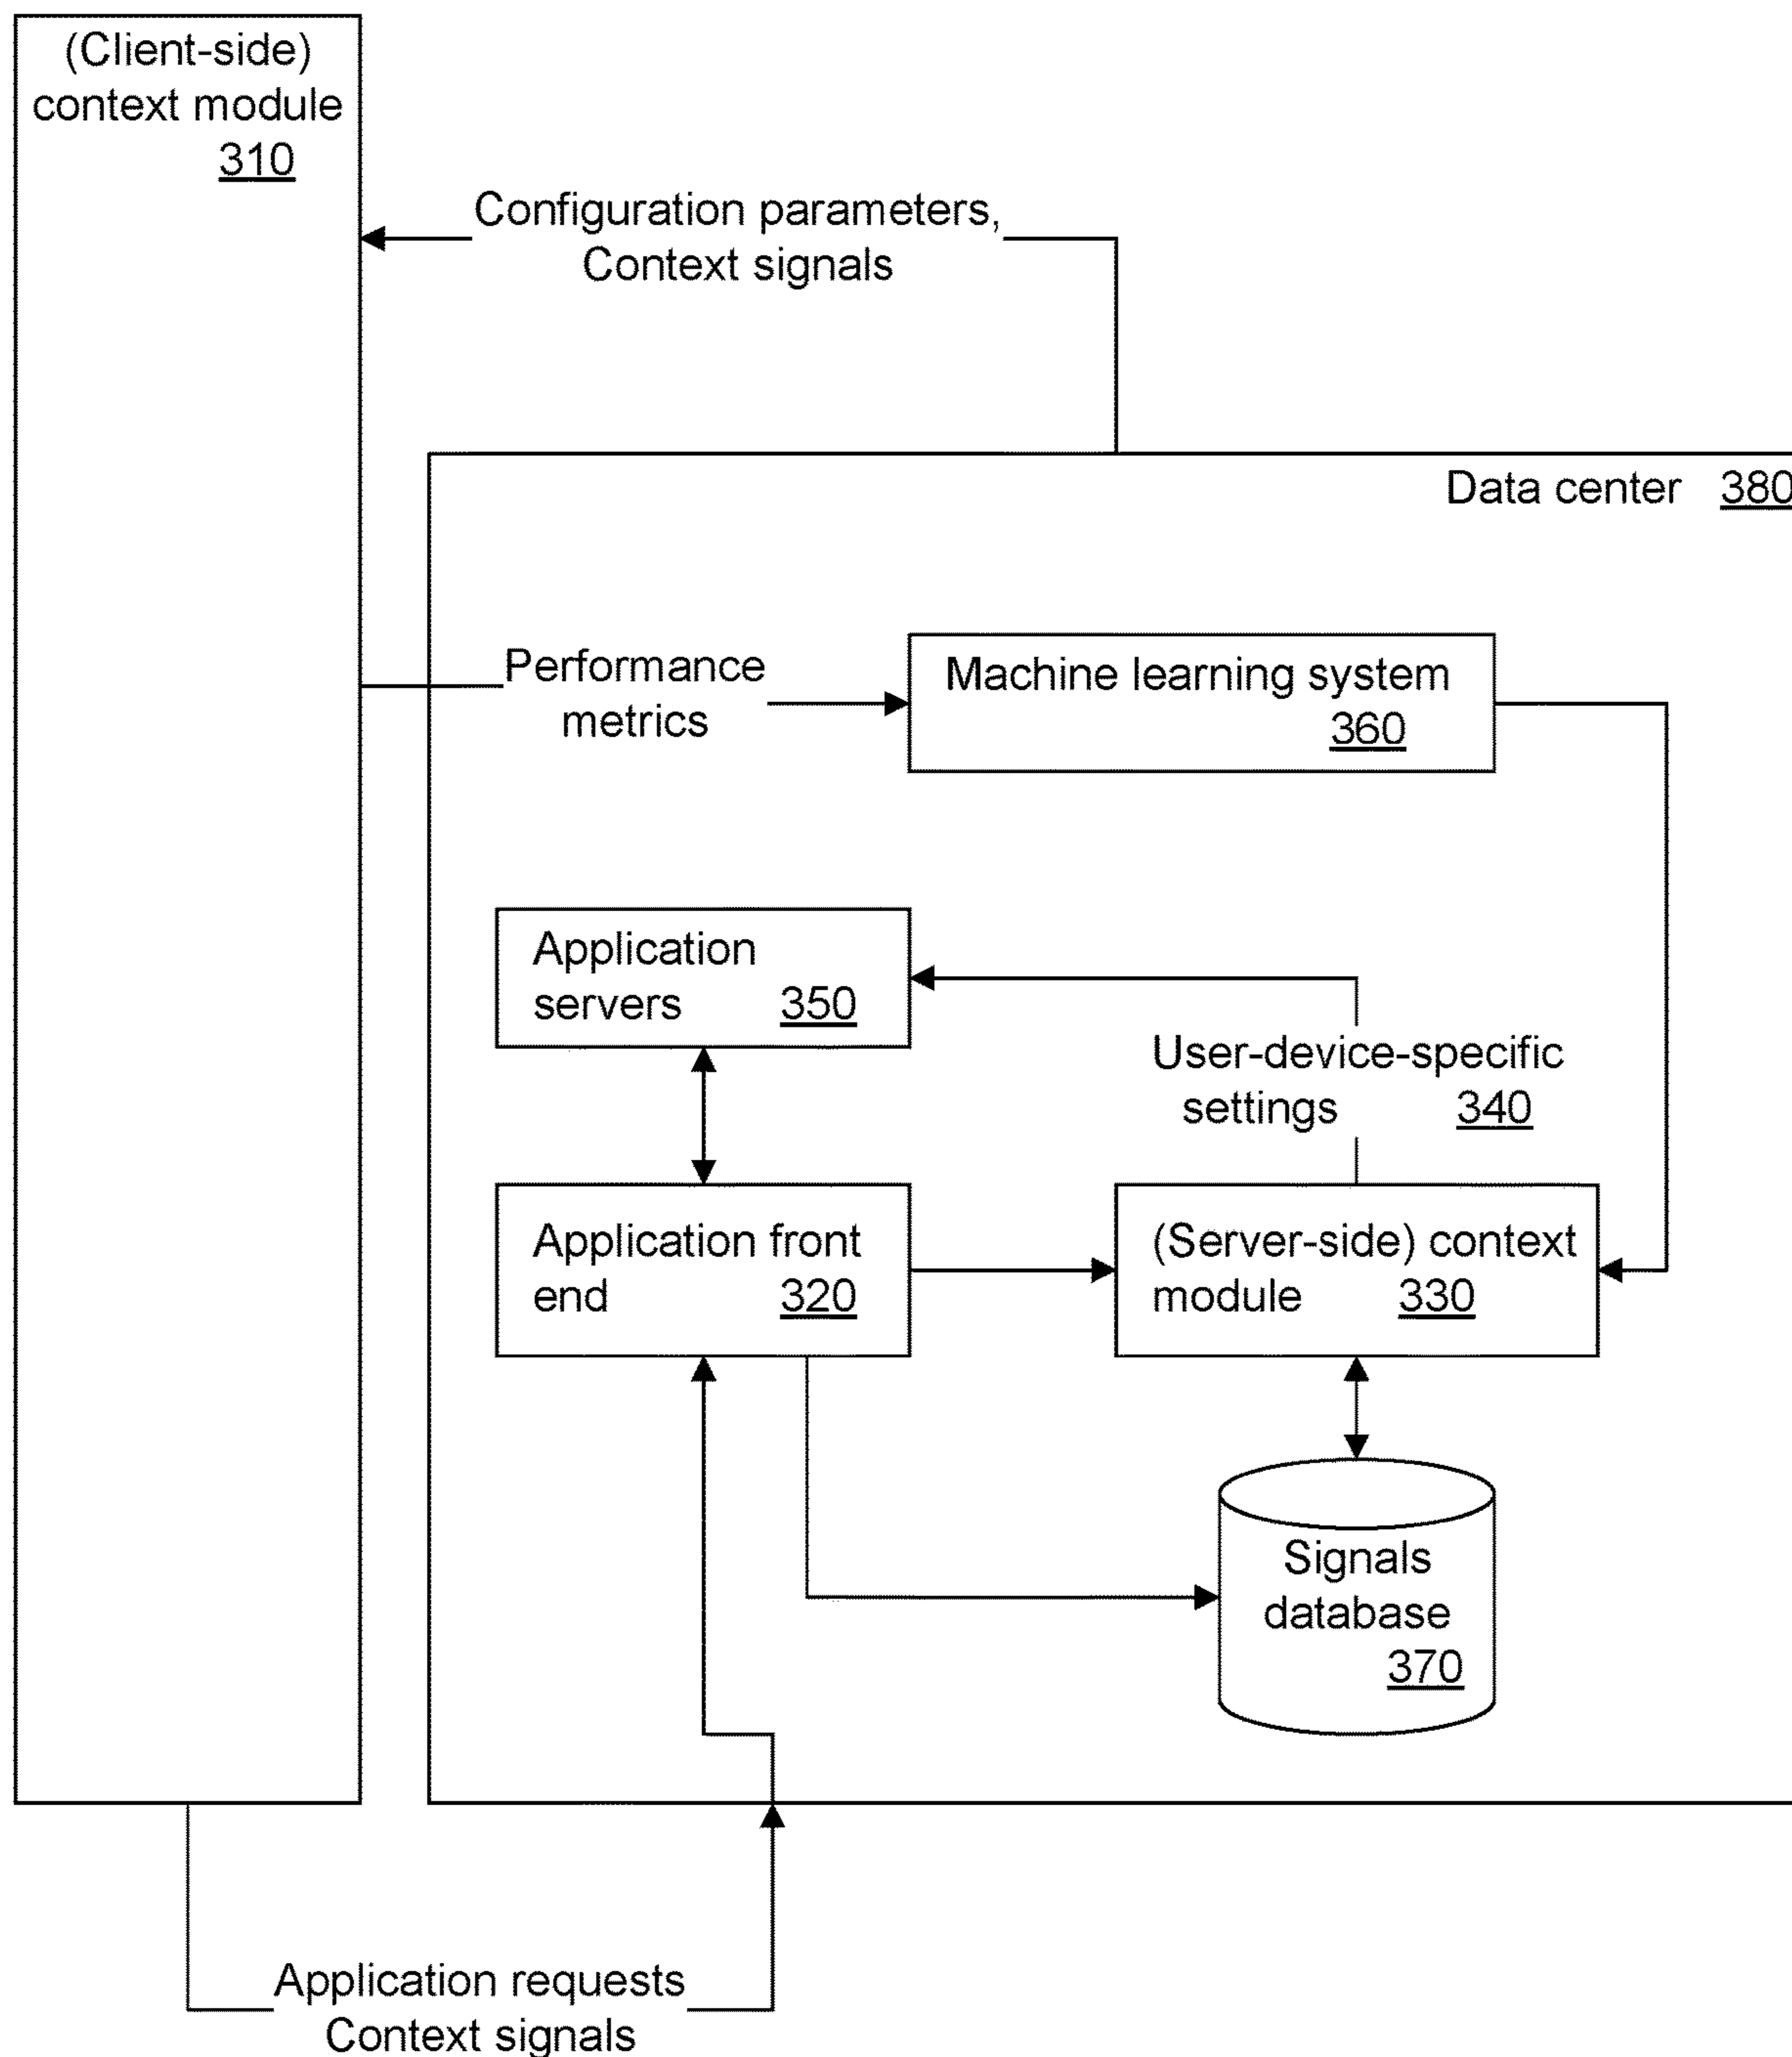 (Client-side)
context module
310
Configuration parameters,
Context signals
Data center 380
Performance
metrics
Machine learning system
360
Application
servers 350
User-device-specific
settings 340
Application front
end 320
(Server-side) context
module 330
Signals
database
370
Application requests
Context signals